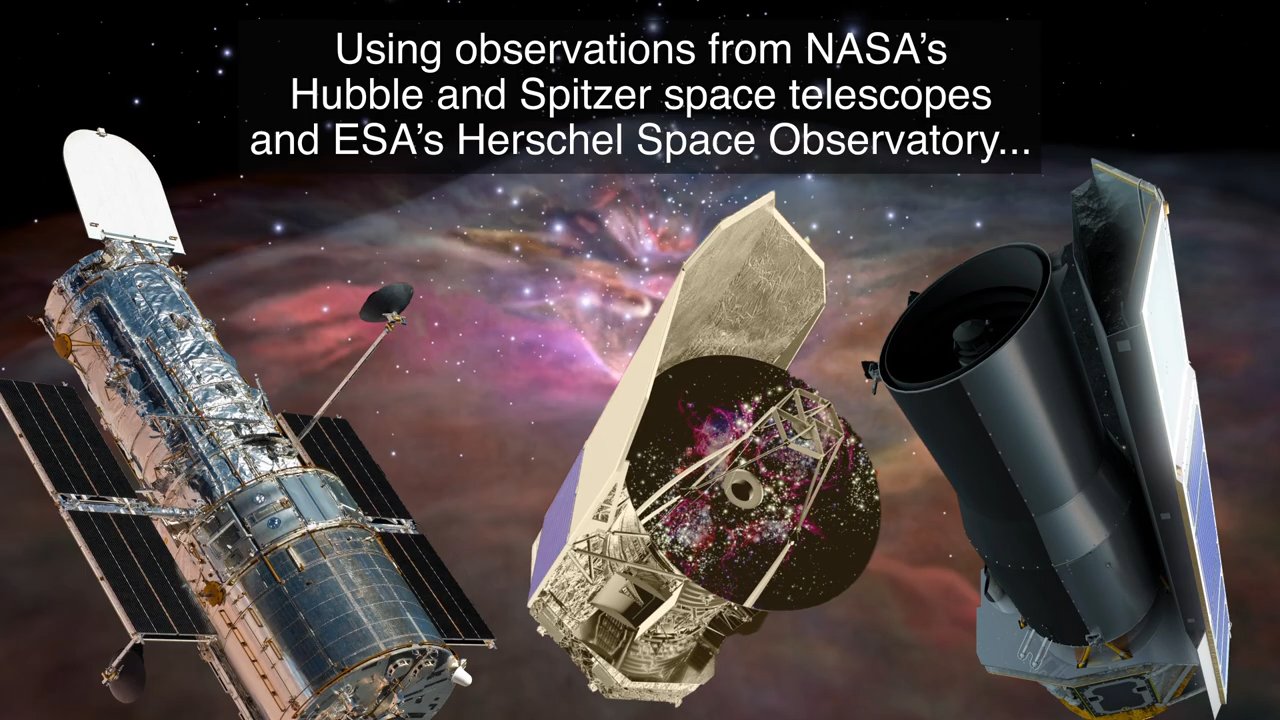 Using observations from NASA’s
Hubble and Spitzer space telescopes
and ESA’s Herschel Space Observatory...